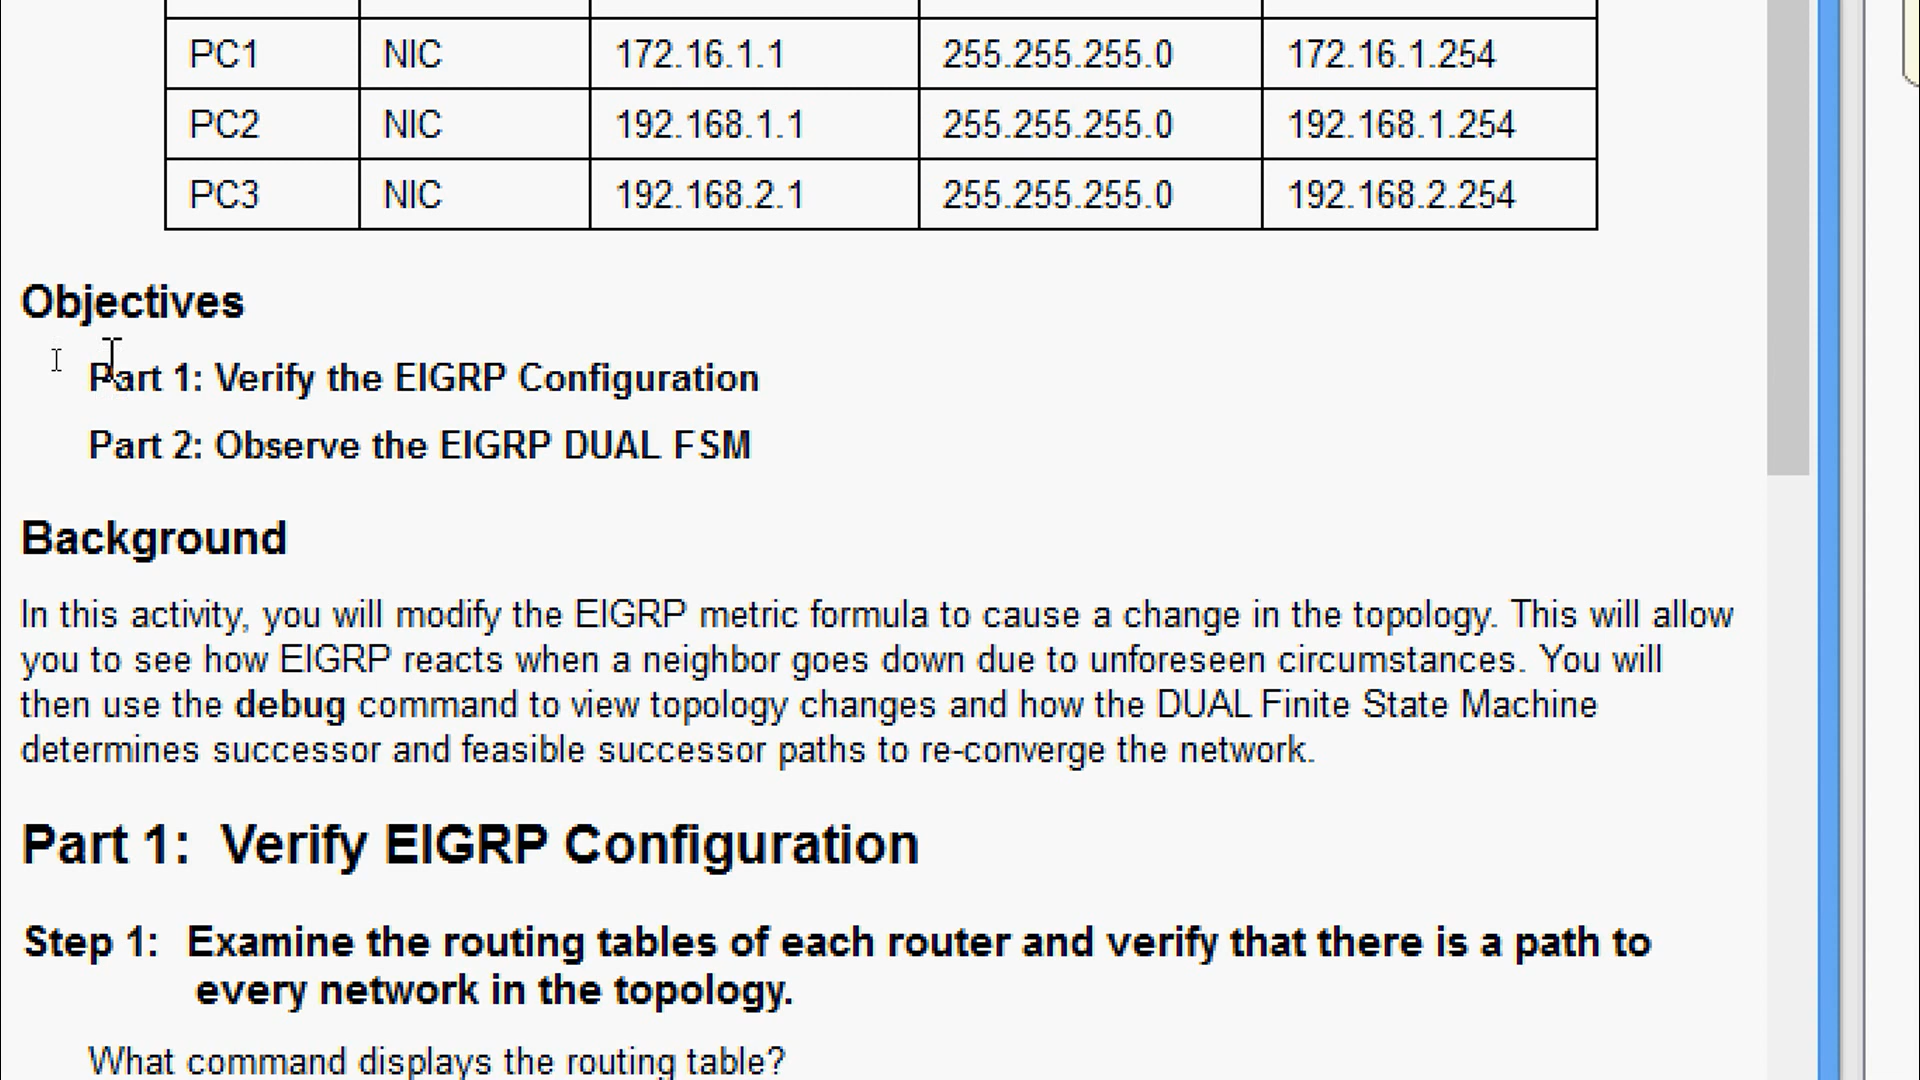 PC1 NIC 172.16.1.1 255.255.255.0 172.16.1.254
PC2 NIC 192.168.1.1 255.255.255.0 192.168.1.254
PC3 NIC 192.168.2.1 255.255.255.0 192.168.2.254
Objectives
Part 1: Verify the EIGRP Configuration
Part 2: Observe the EIGRP DUAL FSM
Background
In this activity, you will modify the EIGRP metric formula to cause a change in the topology. This will allow
you to see how EIGRP reacts when a neighbor goes down due to unforeseen circumstances. You will
then use the debug command to view topology changes and how the DUAL Finite State Machine
determines successor and feasible successor paths to re-converge the network.
Part 1: Verify EIGRP Configuration
Step 1: Examine the routing tables of each router and verify that there is a path to
every network in the topology.
What command displays the routing table?